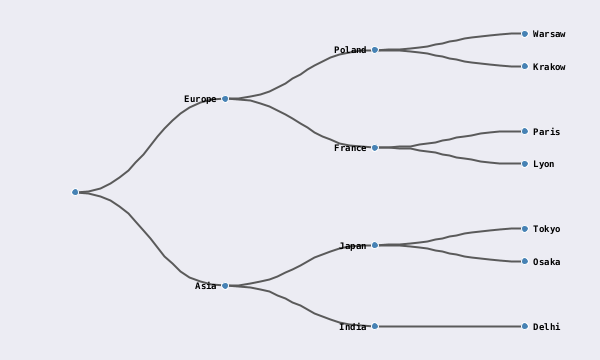 Warsaw
Poland
Krakow
Europe
Paris
France
Lyon
Tokyo
Japan
Osaka
Asia
India
Delhi